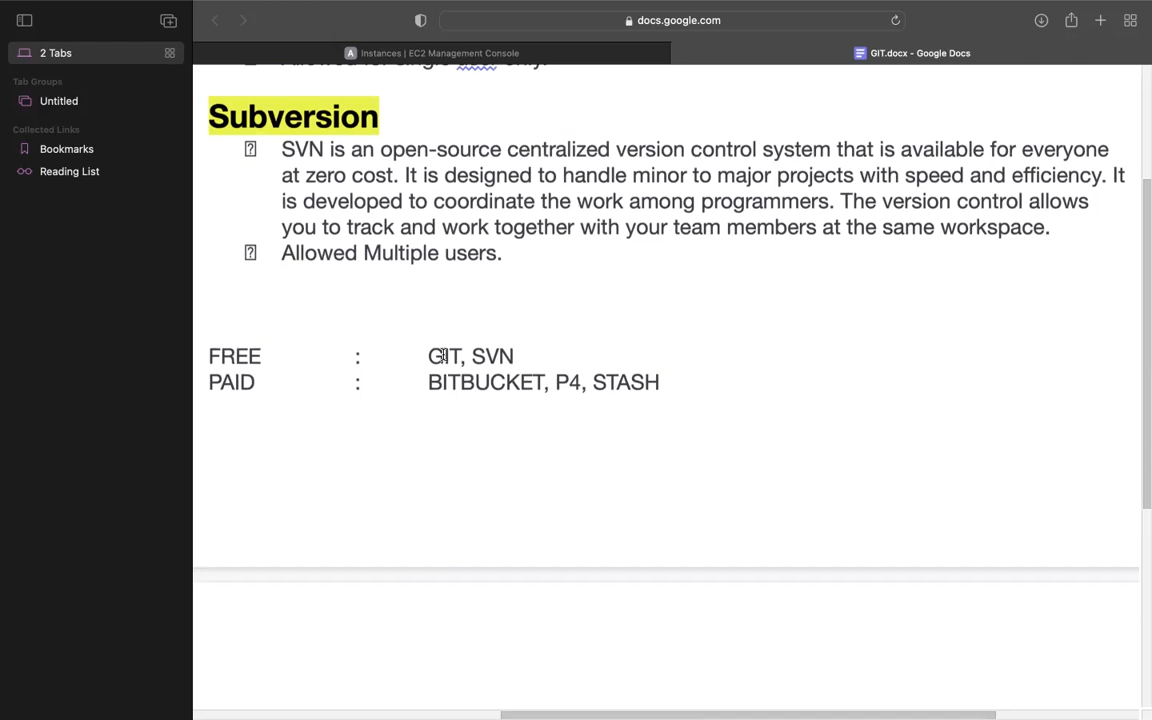 docs.google.com
2 Tabs
Instances | EC2 Management Console
GIT.docx - Google Docs
Tab Groups
Untitled
Collected Links
Bookmarks
Reading List
Subversion
SVN is an open-source centralized version control system that is available for everyone
at zero cost. It is designed to handle minor to major projects with speed and efficiency. It
is developed to coordinate the work among programmers. The version control allows
you to track and work together with your team members at the same workspace.
Allowed Multiple users.
FREE : GIT, SVN
PAID : BITBUCKET, P4, STASH